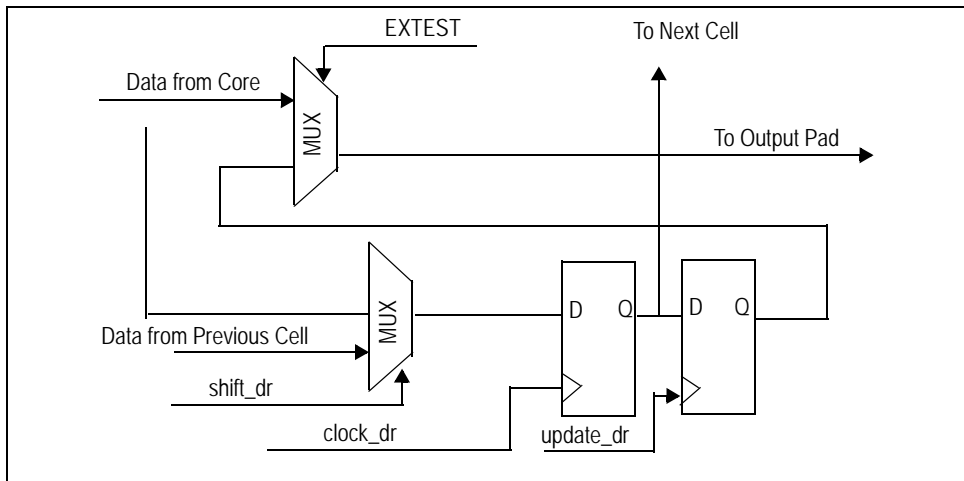 EXTEST
To Next Cell
Data from Core
MUX
To Output Pad
MUX
D Q
D Q
Data from Previous Cell
shift_dr
clock_dr
update_dr